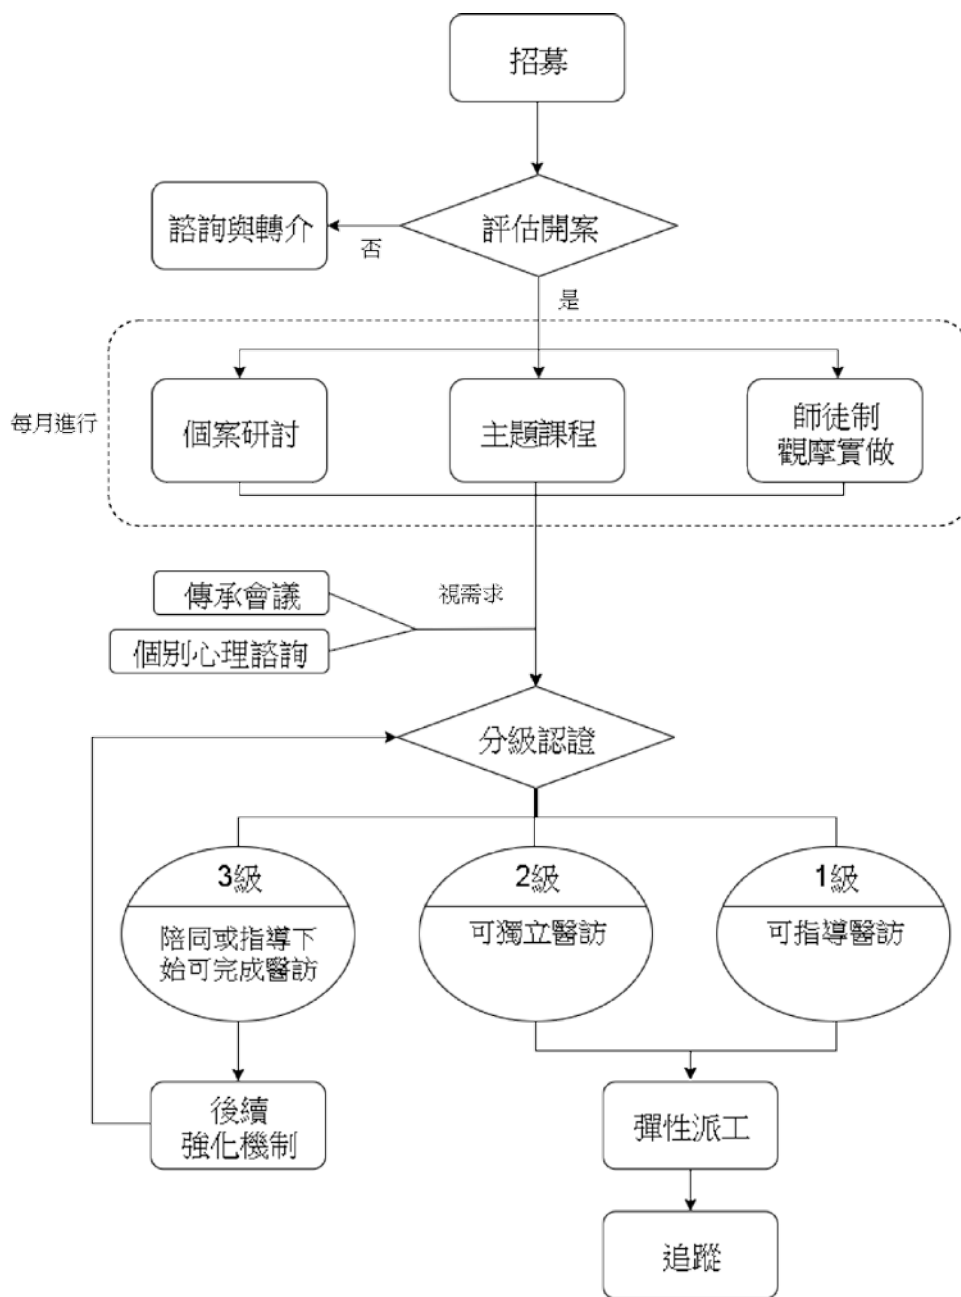 招募
評估開案
諮詢與轉介
否
是
每月進行
個案研討
主題課程
師徒制
觀摩實做
傳承會議
視需求
個別心理諮詢
分級認證
3級
陪同或指導下
始可完成醫訪
2級
可獨立醫訪
1級
可指導醫訪
後續
強化機制
彈性派工
追蹤